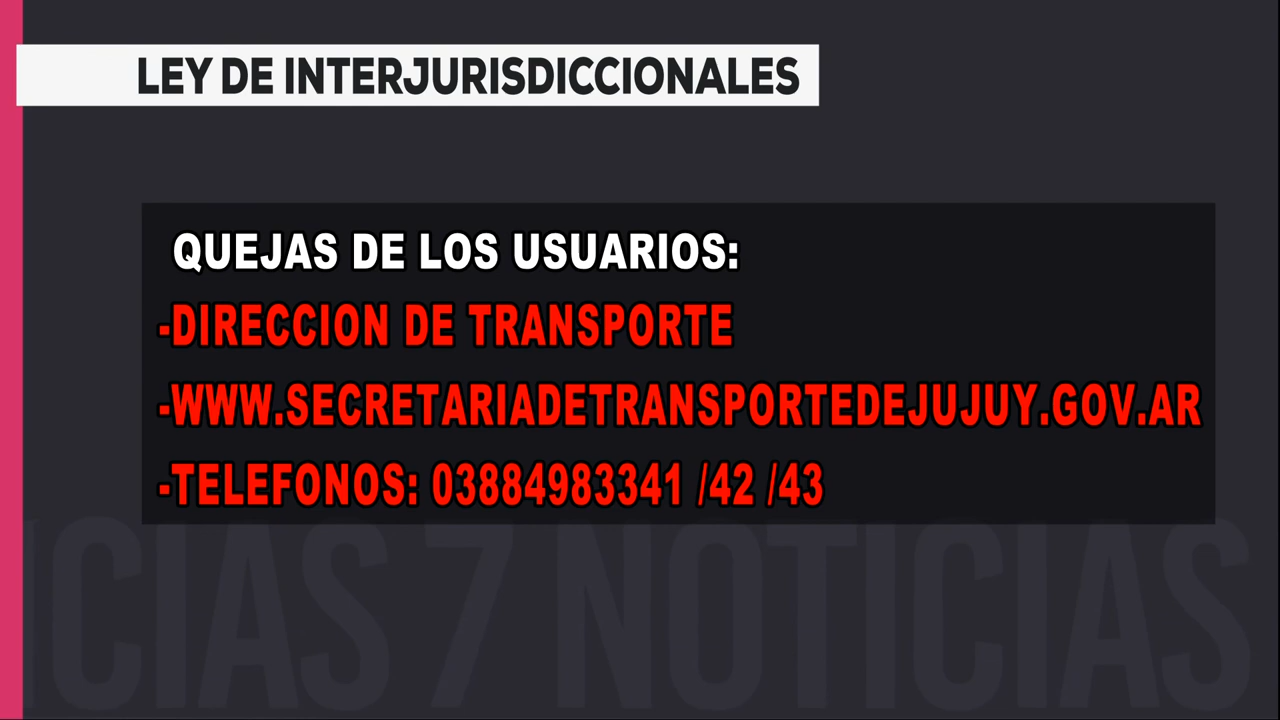 LEY DE INTERJURISDICCIONALES
QUEJAS DE LOS USUARIOS:
-DIRECCION DE TRANSPORTE
-WWW.SECRETARIADETRANSPORTEDEJUJUY.GOV.AR
-TELEFONOS: 03884983341 /42 /43
ICIAS 7 NOTICIAS